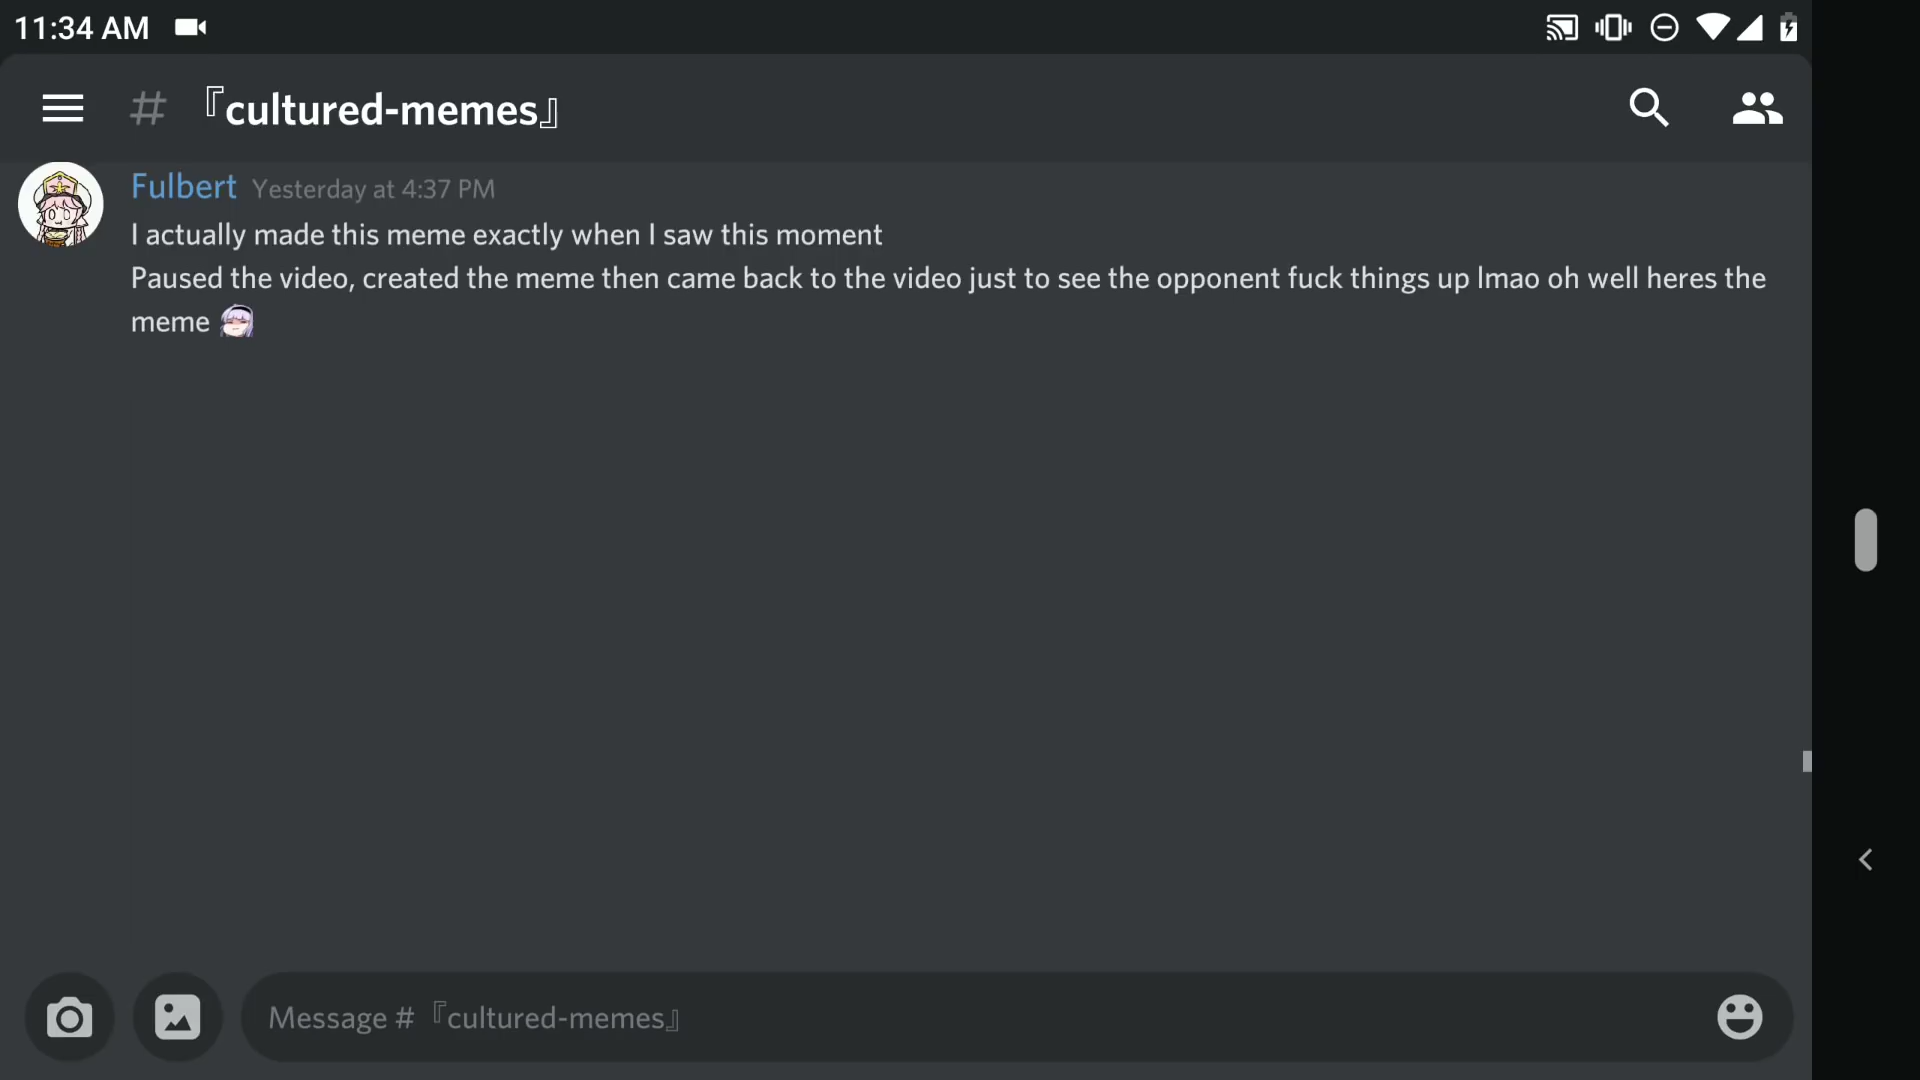 11:34 AM
# 『cultured-memes』
Fulbert Yesterday at 4:37 PM
I actually made this meme exactly when I saw this moment
Paused the video, created the meme then came back to the video just to see the opponent fuck things up lmao oh well heres the
meme
Message # 『cultured-memes』